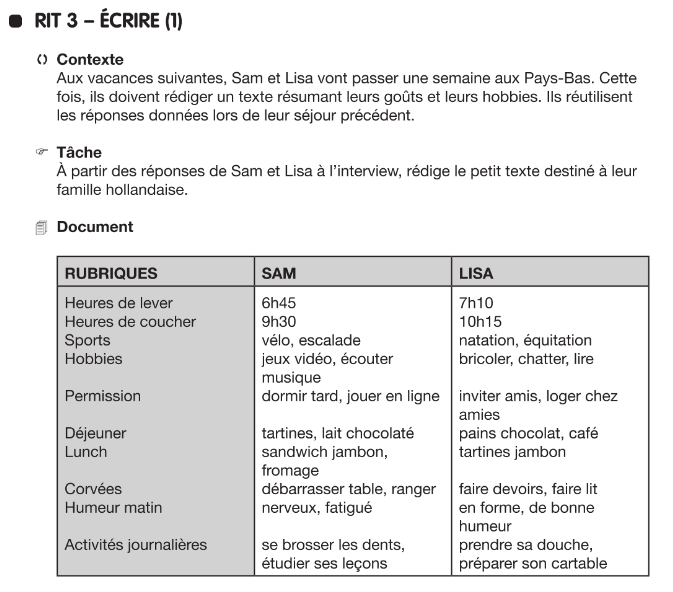 RIT 3 – ÉCRIRE (1)
Contexte
Aux vacances suivantes, Sam et Lisa vont passer une semaine aux Pays-Bas. Cette
fois, ils doivent rédiger un texte résumant leurs goûts et leurs hobbies. Ils réutilisent
les réponses données lors de leur séjour précédent.
Tâche
À partir des réponses de Sam et Lisa à l'interview, rédige le petit texte destiné à leur
famille hollandaise.
Document
RUBRIQUES SAM LISA
Heures de lever 6h45 7h10
Heures de coucher 9h30 10h15
Sports vélo, escalade natation, équitation
Hobbies jeux vidéo, écouter bricoler, chatter, lire
musique
Permission dormir tard, jouer en ligne inviter amis, loger chez
amies
Déjeuner tartines, lait chocolaté pains chocolat, café
Lunch sandwich jambon, tartines jambon
fromage
Corvées débarrasser table, ranger faire devoirs, faire lit
Humeur matin nerveux, fatigué en forme, de bonne
humeur
Activités journalières se brosser les dents, prendre sa douche,
étudier ses leçons préparer son cartable